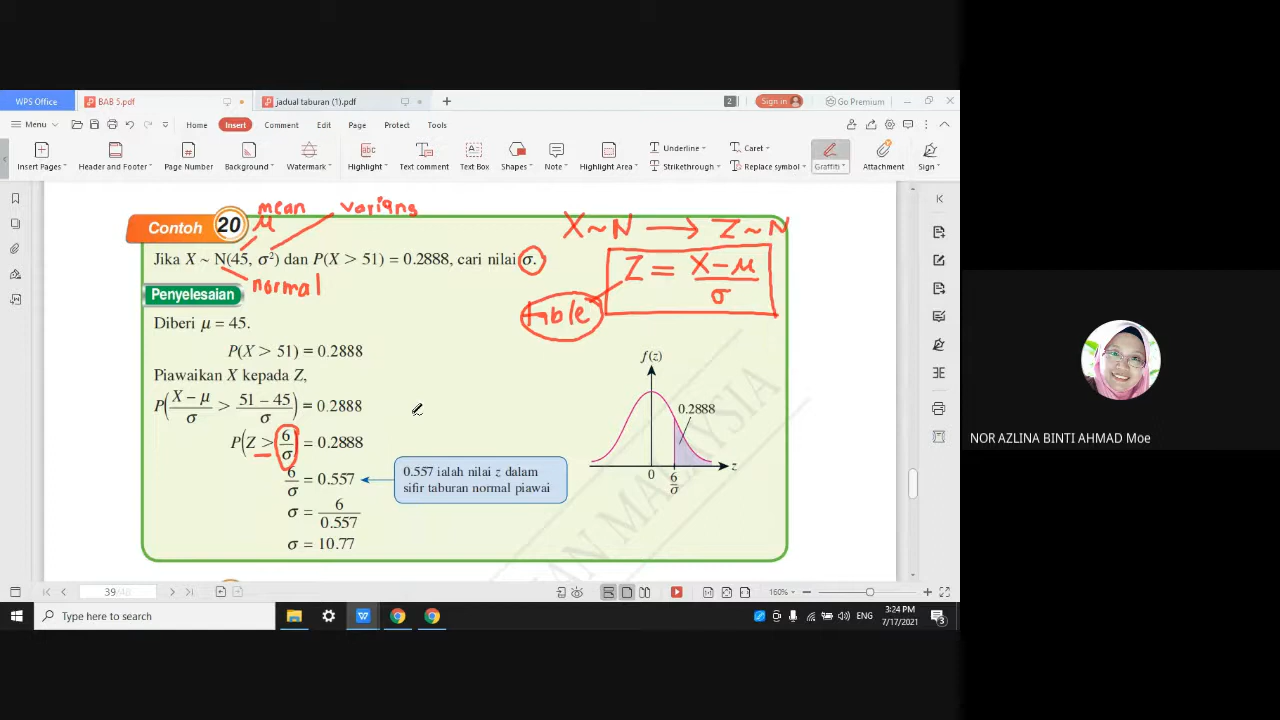 WPS Office
BAB 5.pdf
jadual taburan (1).pdf
2
Sign in
Go Premium
Menu
Home
Insert
Comment
Edit
Page
Protect
Tools
Insert Pages
Header and Footer
Page Number
Background
Watermark
Highlight
Text comment
Text Box
Shapes
Note
Highlight Area
Underline
Strikethrough
Caret
Replace symbol
Graffiti
Attachment
Sign
mean
varians
μ
X ~ N → Z ~ N
Contoh 20
Jika X ~ N(45, σ²) dan P(X > 51) = 0.2888, cari nilai σ.
Z = (X − μ)/σ
normal
table
Penyelesaian
Diberi μ = 45.
P(X > 51) = 0.2888
Piawaikan X kepada Z,
P((X − μ)/σ > (51 − 45)/σ) = 0.2888
P(Z > 6/σ) = 0.2888
6/σ = 0.557
0.557 ialah nilai z dalam
sifir taburan normal piawai
σ = 6/0.557
σ = 10.77
f(z)
0.2888
0
6/σ
z
NOR AZLINA BINTI AHMAD Moe
160%
Type here to search
ENG
3:24 PM
7/17/2021
3